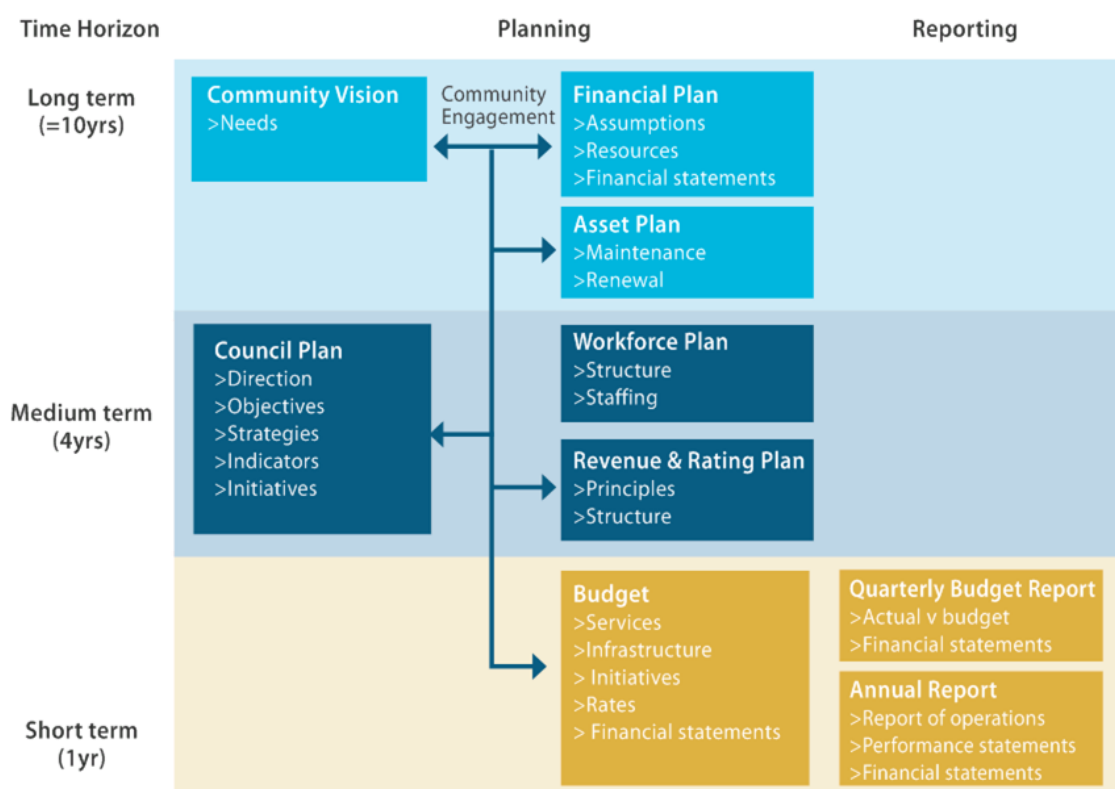 Time Horizon
Planning
Reporting
Long term
(=10yrs)
Community Vision
>Needs
Community
Engagement
Financial Plan
>Assumptions
>Resources
>Financial statements
Asset Plan
>Maintenance
>Renewal
Medium term
(4yrs)
Council Plan
>Direction
>Objectives
>Strategies
>Indicators
>Initiatives
Workforce Plan
>Structure
>Staffing
Revenue & Rating Plan
>Principles
>Structure
Short term
(1yr)
Budget
>Services
>Infrastructure
> Initiatives
>Rates
> Financial statements
Quarterly Budget Report
>Actual v budget
>Financial statements
Annual Report
>Report of operations
>Performance statements
>Financial statements